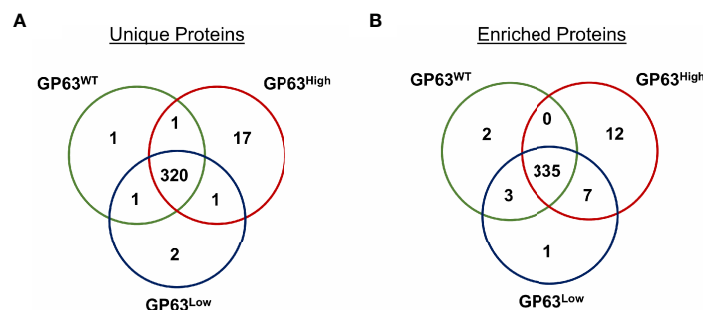 A
Unique Proteins
GP63WT
GP63High
1
1
17
320
1
1
2
GP63Low
B
Enriched Proteins
GP63WT
GP63High
2
0
12
335
3
7
1
GP63Low